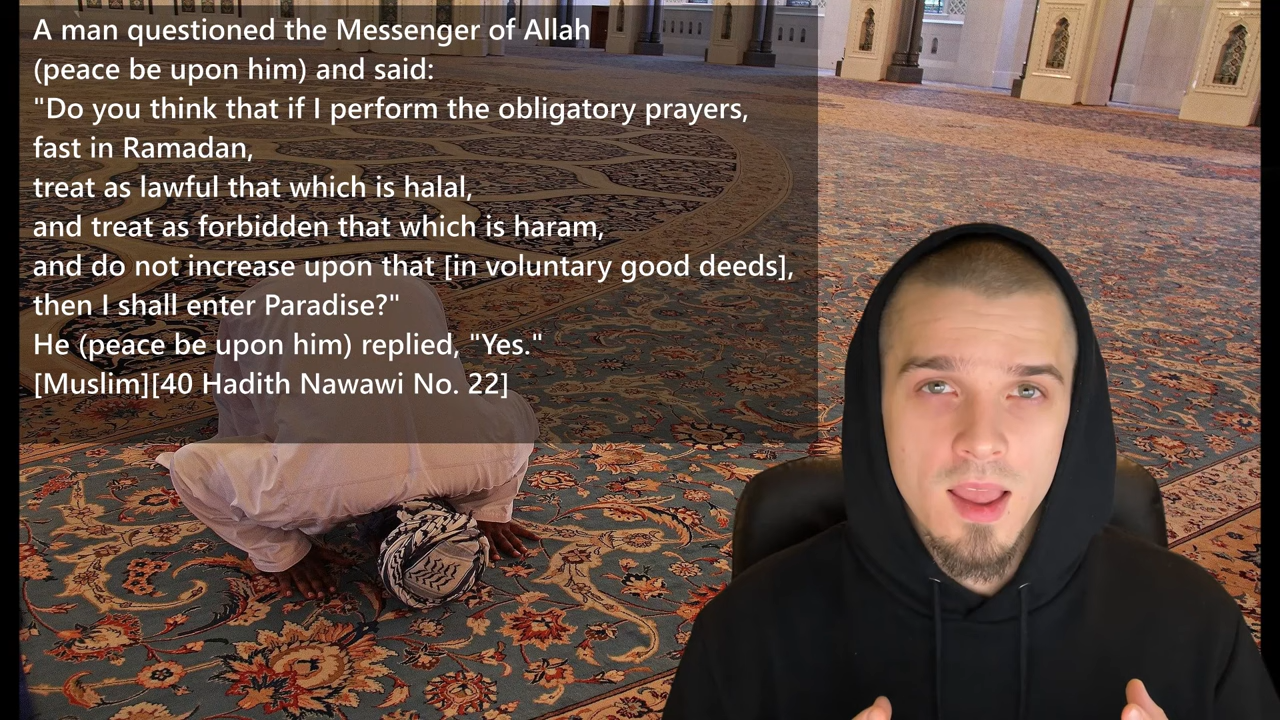 A man questioned the Messenger of Allah
(peace be upon him) and said:
"Do you think that if I perform the obligatory prayers,
fast in Ramadan,
treat as lawful that which is halal,
and treat as forbidden that which is haram,
and do not increase upon that [in voluntary good deeds],
then I shall enter Paradise?"
He (peace be upon him) replied, "Yes."
[Muslim][40 Hadith Nawawi No. 22]